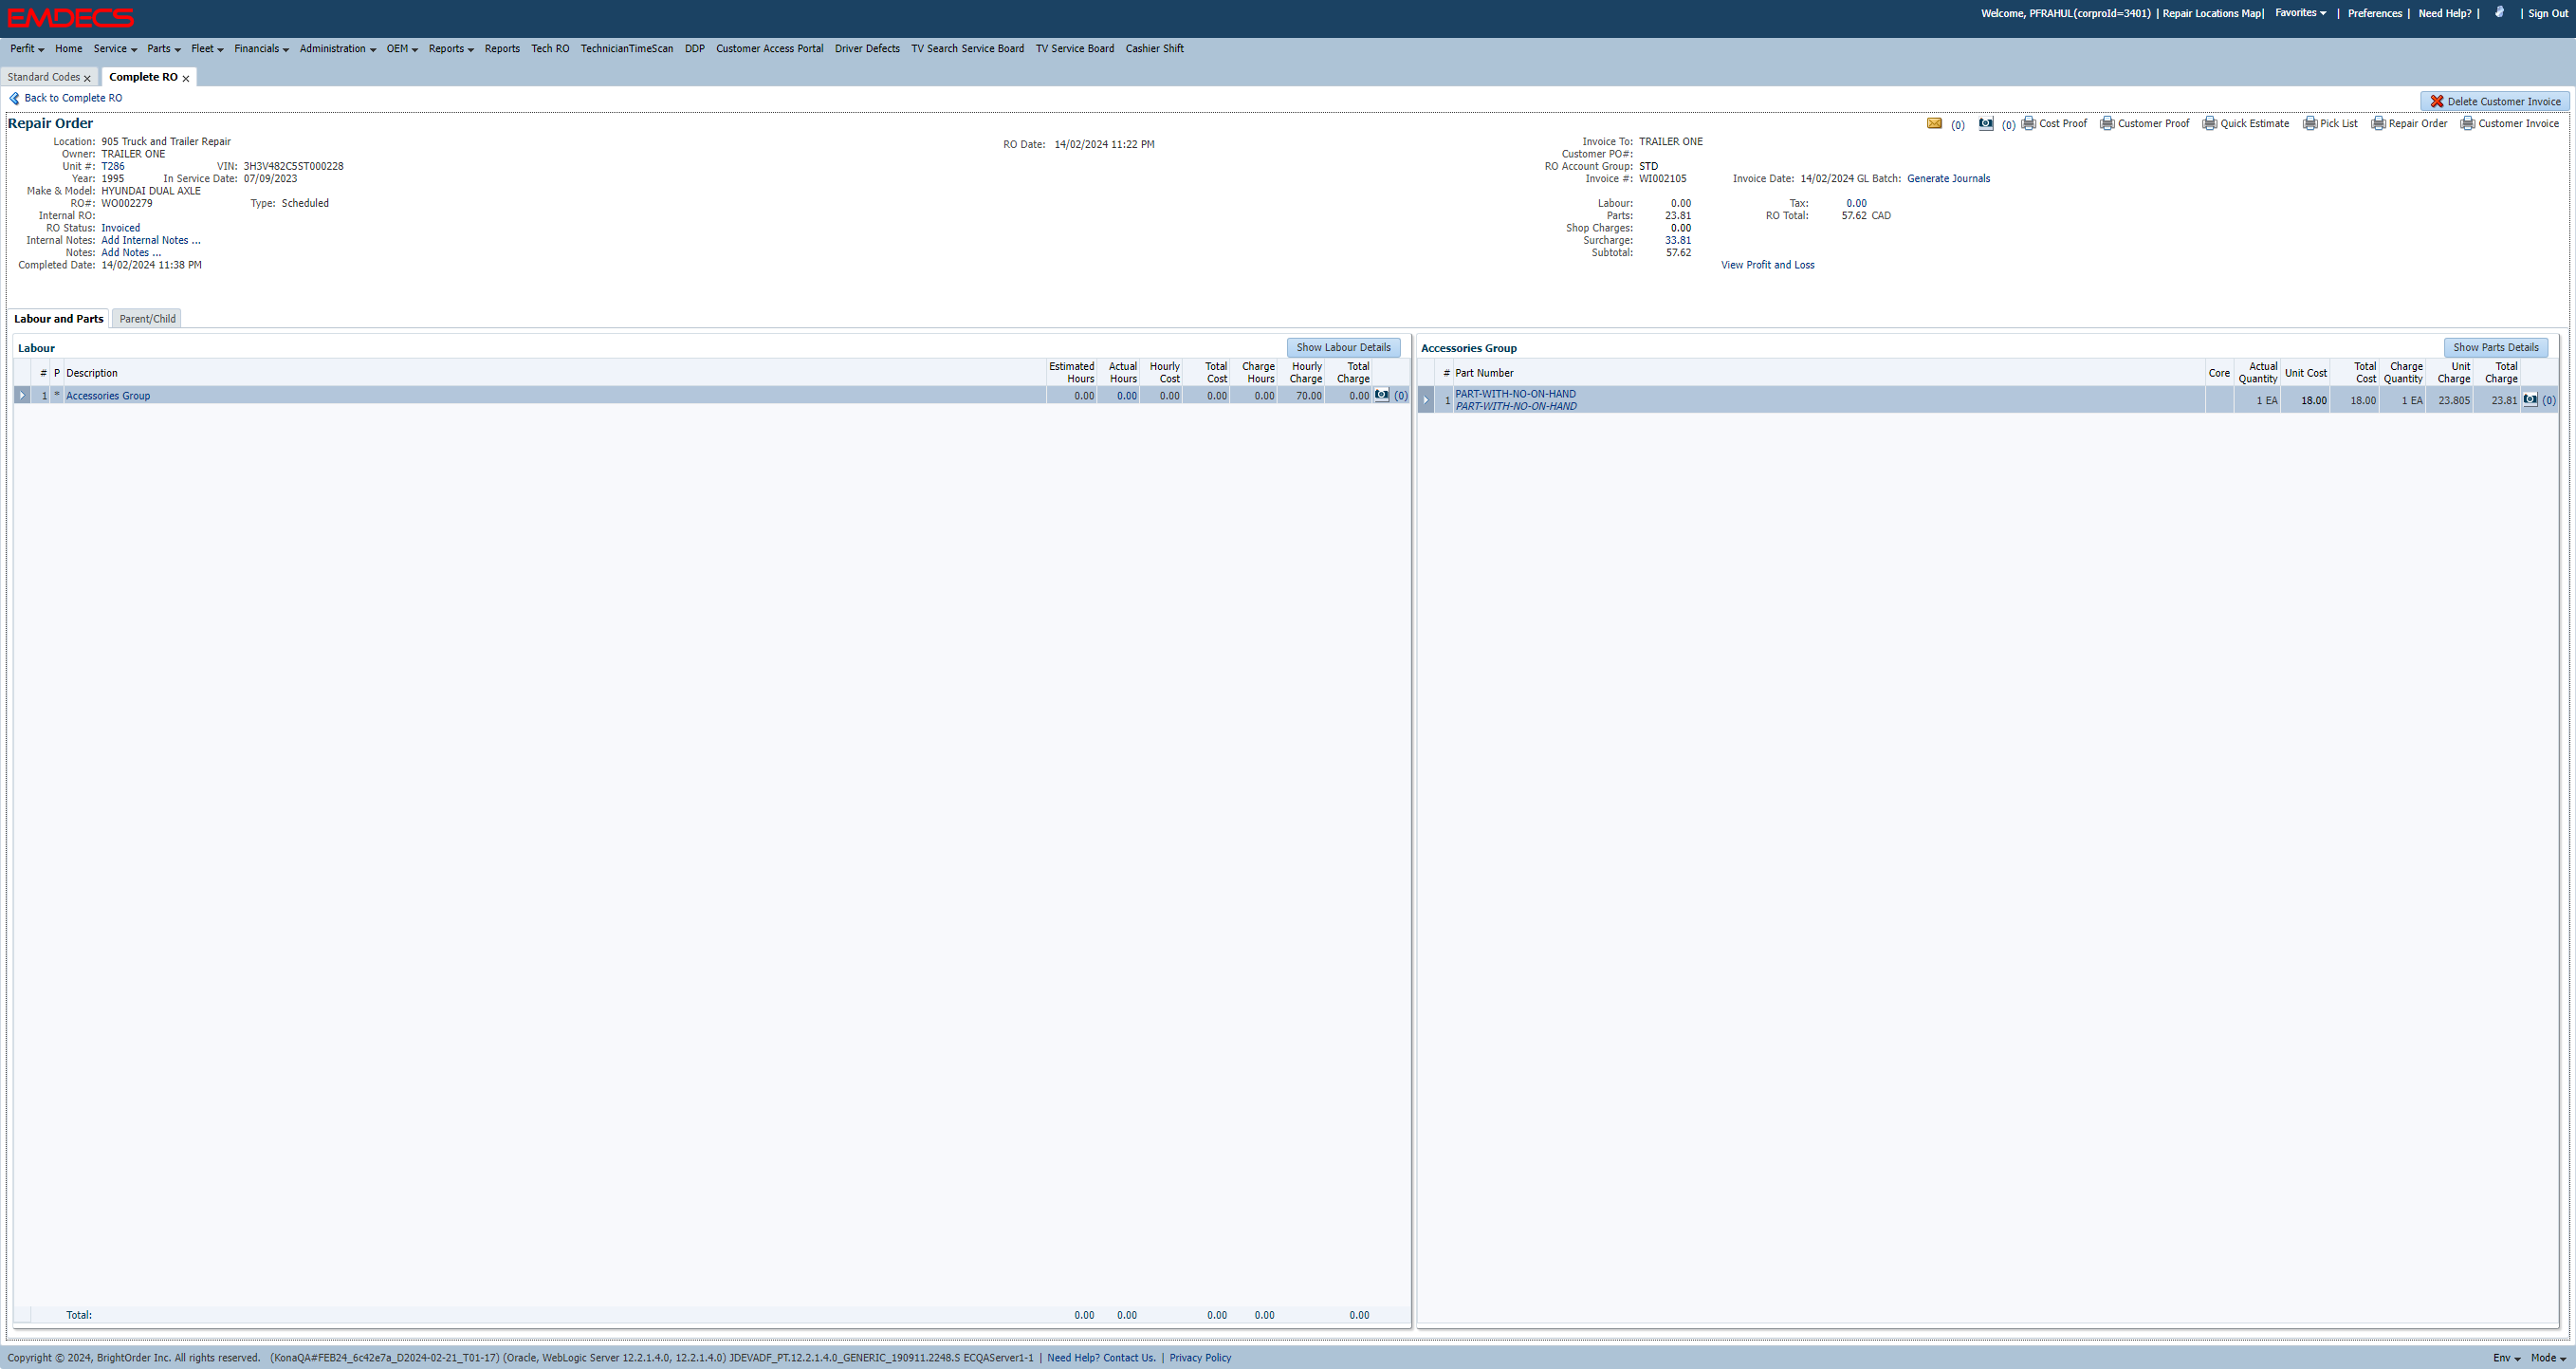 EMDECS
Welcome, PFRAHUL(corproId=3401) | Repair Locations Map| Favorites | Preferences | Need Help? | | Sign Out
Perfit Home Service Parts Fleet Financials Administration OEM Reports Reports Tech RO TechnicianTimeScan DDP Customer Access Portal Driver Defects TV Search Service Board TV Service Board Cashier Shift
Standard Codes Complete RO
Back to Complete RO
Delete Customer Invoice
Repair Order
(0) (0) Cost Proof Customer Proof Quick Estimate Pick List Repair Order Customer Invoice
Location: 905 Truck and Trailer Repair
Owner: TRAILER ONE
Unit #: T286 VIN: 3H3V482C5ST000228
Year: 1995 In Service Date: 07/09/2023
Make & Model: HYUNDAI DUAL AXLE
RO#: WO002279 Type: Scheduled
Internal RO:
RO Status: Invoiced
Internal Notes: Add Internal Notes ...
Notes: Add Notes ...
Completed Date: 14/02/2024 11:38 PM
RO Date: 14/02/2024 11:22 PM
Invoice To: TRAILER ONE
Customer PO#:
RO Account Group: STD
Invoice #: WI002105 Invoice Date: 14/02/2024 GL Batch: Generate Journals
Labour: 0.00 Tax: 0.00
Parts: 23.81 RO Total: 57.62 CAD
Shop Charges: 0.00
Surcharge: 33.81
Subtotal: 57.62
View Profit and Loss
Labour and Parts Parent/Child
Labour Show Labour Details
# P Description Estimated Hours Actual Hours Hourly Cost Total Cost Charge Hours Hourly Charge Total Charge
1 * Accessories Group 0.00 0.00 0.00 0.00 0.00 70.00 0.00 (0)
Total: 0.00 0.00 0.00 0.00 0.00
Accessories Group Show Parts Details
# Part Number Core Actual Quantity Unit Cost Total Cost Charge Quantity Unit Charge Total Charge
1 PART-WITH-NO-ON-HAND 1 EA 18.00 18.00 1 EA 23.805 23.81 (0)
PART-WITH-NO-ON-HAND
Copyright © 2024, BrightOrder Inc. All rights reserved. (KonaQA#FEB24_6c42e7a_D2024-02-21_T01-17) (Oracle, WebLogic Server 12.2.1.4.0, 12.2.1.4.0) JDEVADF_PT.12.2.1.4.0_GENERIC_190911.2248.S ECQAServer1-1 | Need Help? Contact Us. | Privacy Policy
Env Mode